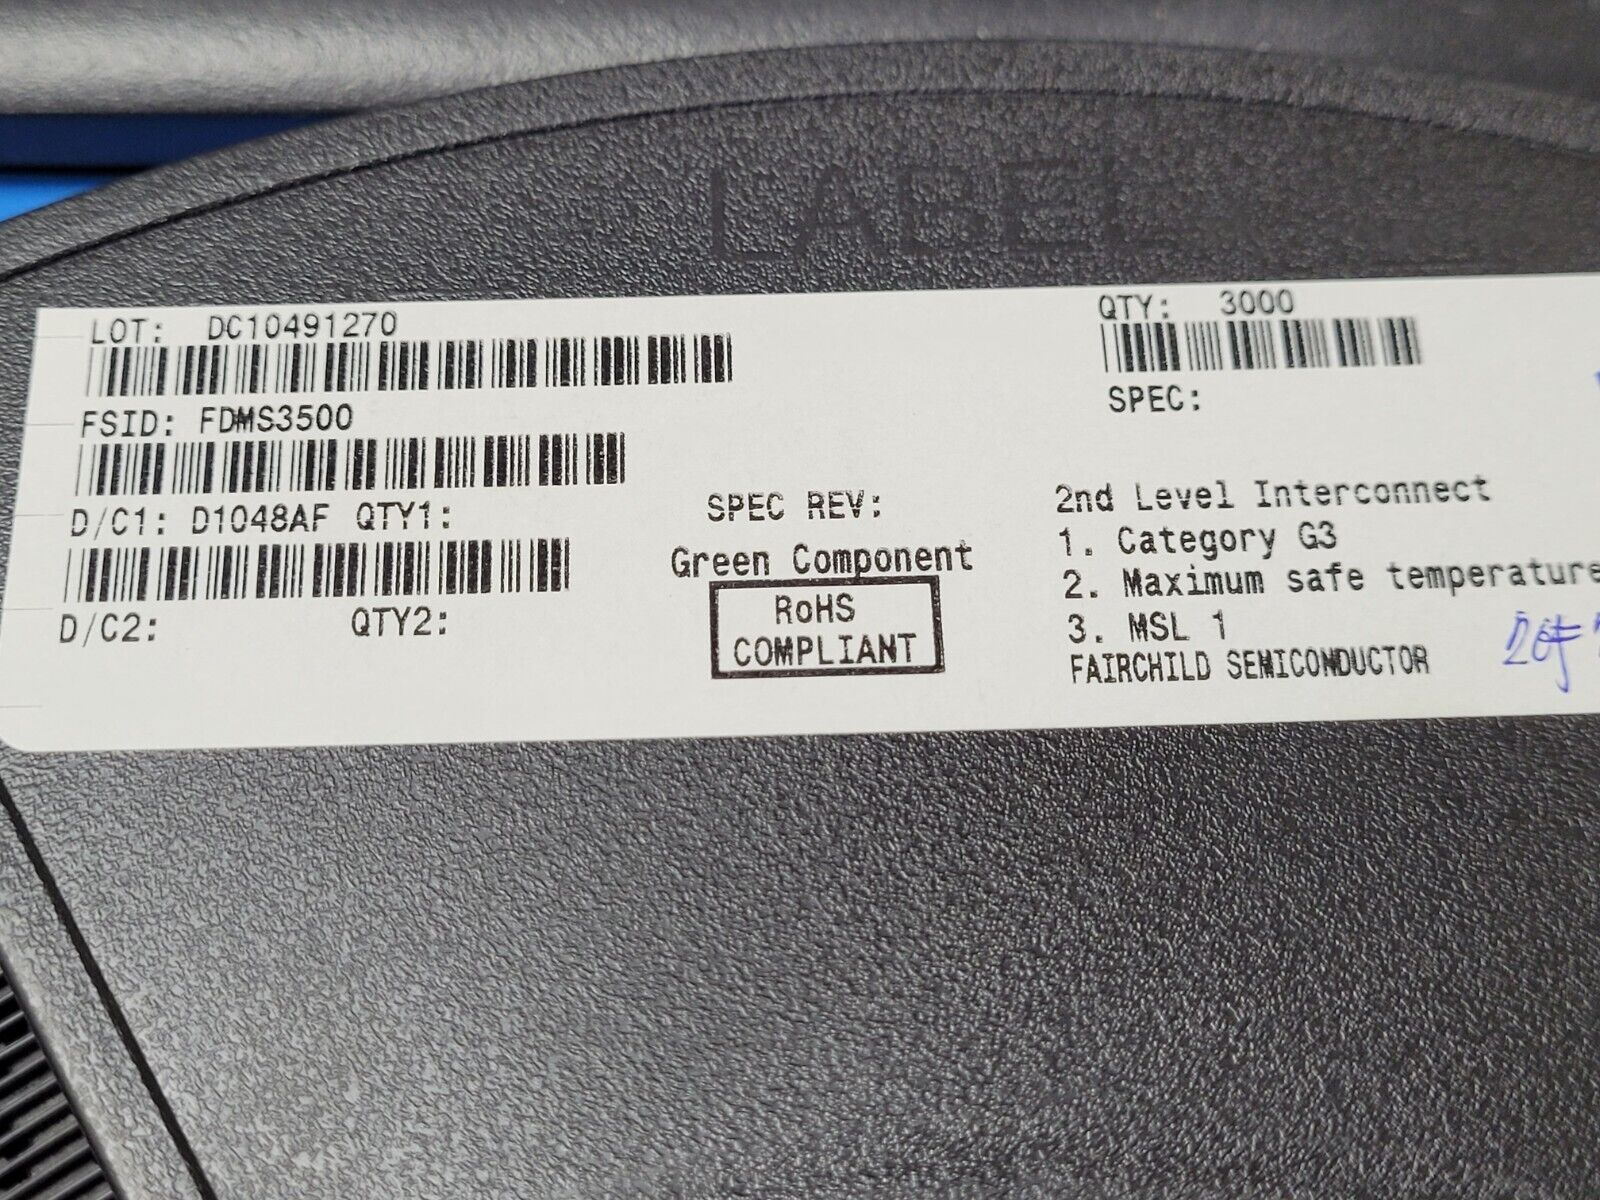 LABEL
LOT: DC10491270
QTY: 3000
FSID: FDMS3500
SPEC:
D/C1: D1048AF QTY1:
SPEC REV:
2nd Level Interconnect
Green Component
1. Category G3
2. Maximum safe temperature
D/C2: QTY2:
RoHS
COMPLIANT
3. MSL 1
FAIRCHILD SEMICONDUCTOR